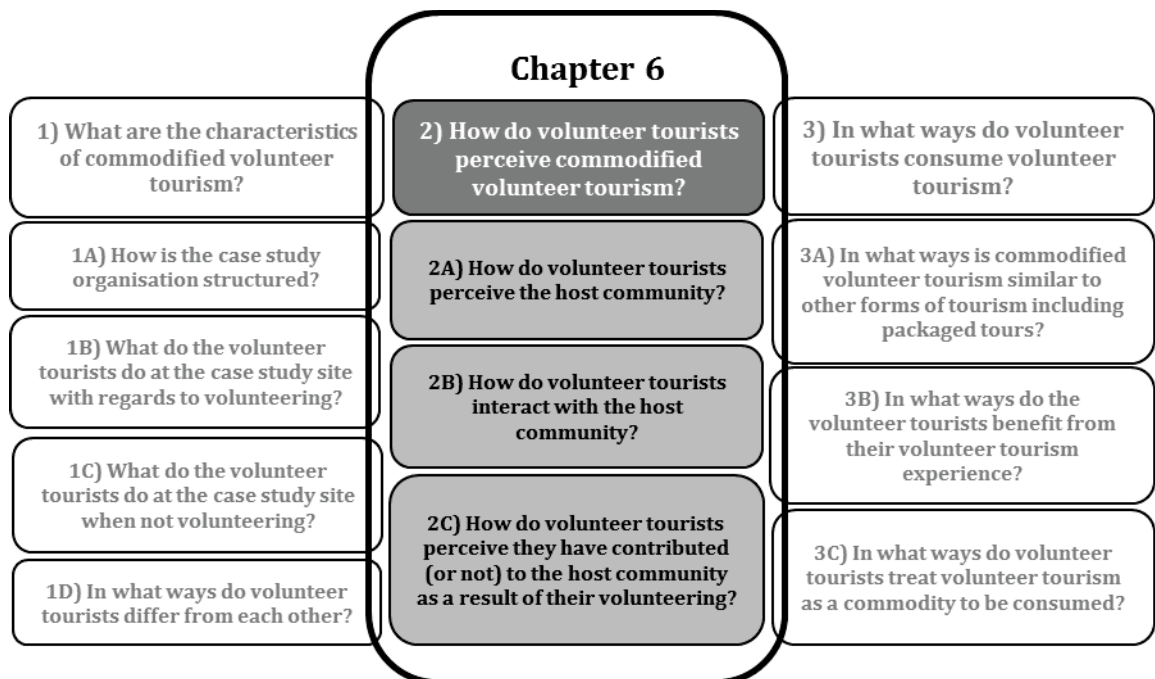 Chapter 6
1) What are the characteristics
of commodified volunteer
tourism?
1A) How is the case study
organisation structured?
1B) What do the volunteer
tourists do at the case study site
with regards to volunteering?
1C) What do the volunteer
tourists do at the case study site
when not volunteering?
1D) In what ways do volunteer
tourists differ from each other?
2) How do volunteer tourists
perceive commodified
volunteer tourism?
2A) How do volunteer tourists
perceive the host community?
2B) How do volunteer tourists
interact with the host
community?
2C) How do volunteer tourists
perceive they have contributed
(or not) to the host community
as a result of their volunteering?
3) In what ways do volunteer
tourists consume volunteer
tourism?
3A) In what ways is commodified
volunteer tourism similar to
other forms of tourism including
packaged tours?
3B) In what ways do the
volunteer tourists benefit from
their volunteer tourism
experience?
3C) In what ways do volunteer
tourists treat volunteer tourism
as a commodity to be consumed?